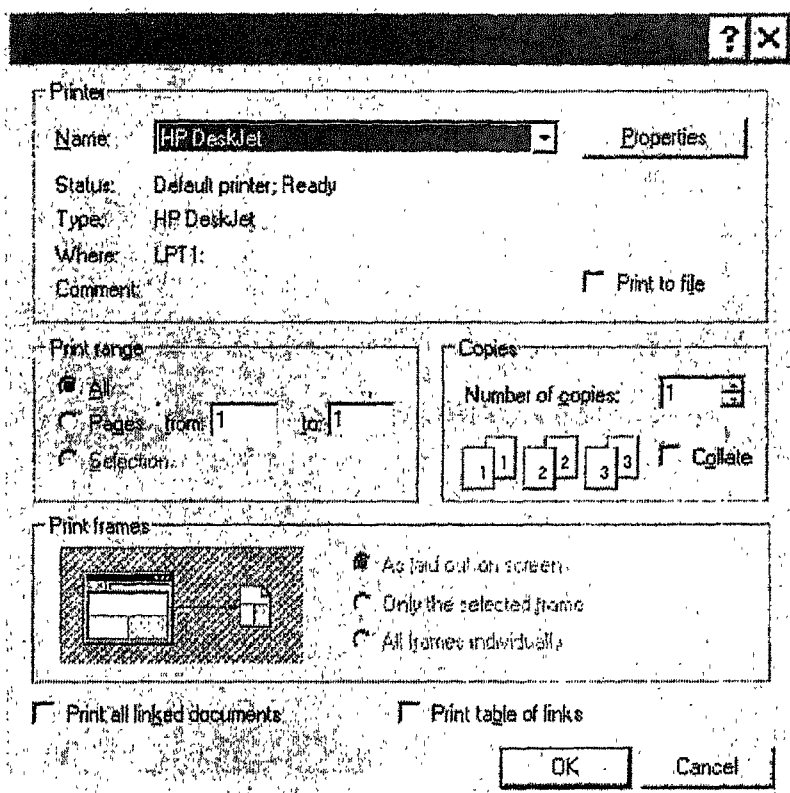 ? X
Printer
Name: HP DeskJet Properties
Status: Default printer; Ready
Type: HP DeskJet
Where: LPT1:
Comment: Print to file
Print range
All
Pages from: 1 to: 1
Selection
Copies
Number of copies: 1
1 1 2 2 3 3 Collate
Print frames
As laid out on screen
Only the selected frame
All frames individually
Print all linked documents Print table of links
OK Cancel